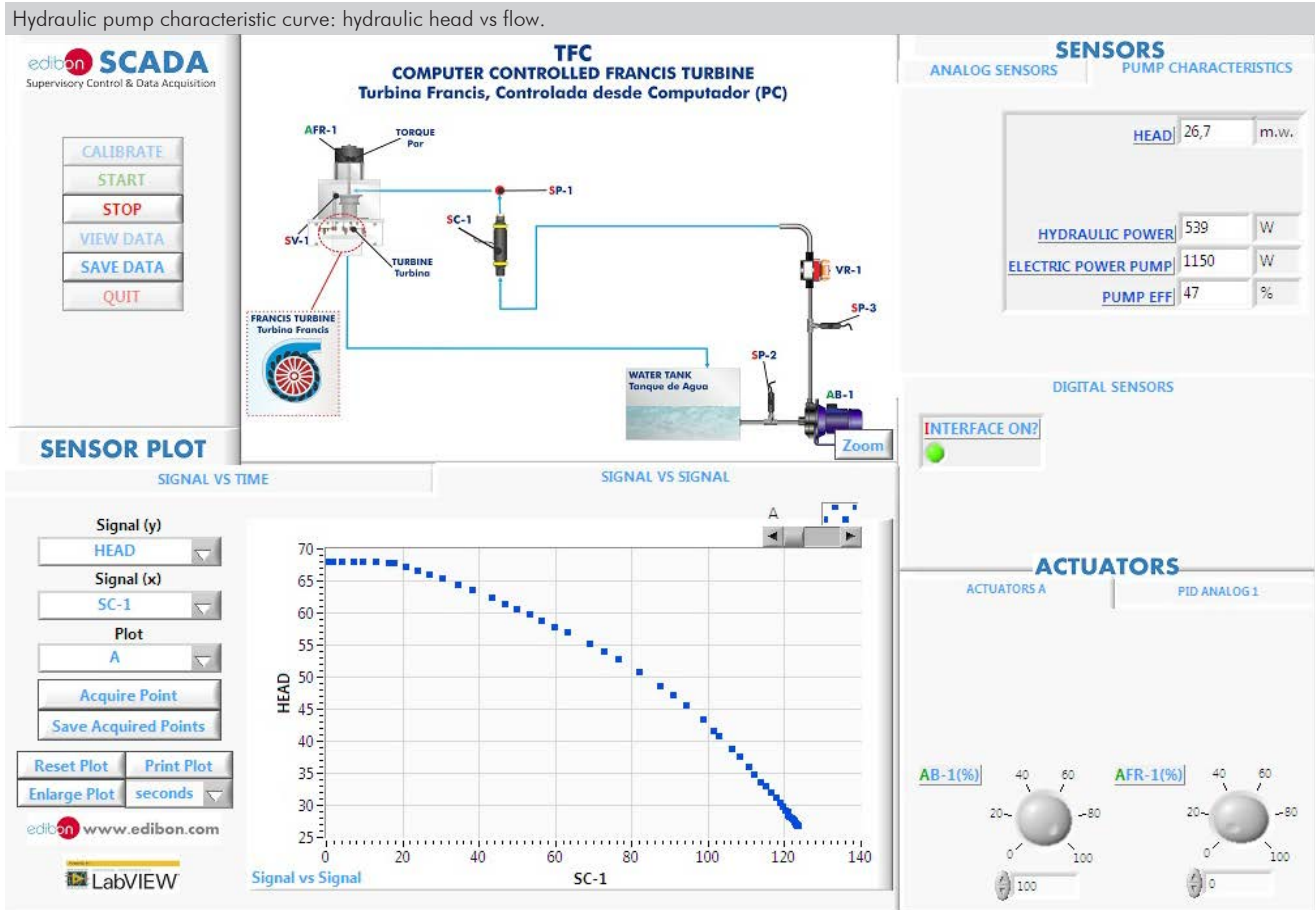 Hydraulic pump characteristic curve: hydraulic head vs flow.
edibon SCADA
Supervisory Control & Data Acquisition
CALIBRATE
START
STOP
VIEW DATA
SAVE DATA
QUIT
TFC
COMPUTER CONTROLLED FRANCIS TURBINE
Turbina Francis, Controlada desde Computador (PC)
AFR-1
TORQUE
Par
SP-1
SC-1
SV-1
TURBINE
Turbina
VR-1
SP-3
FRANCIS TURBINE
Turbina Francis
SP-2
WATER TANK
Tanque de Agua
AB-1
Zoom
SENSORS
ANALOG SENSORS
PUMP CHARACTERISTICS
HEAD 26,7 m.w.
HYDRAULIC POWER 539 W
ELECTRIC POWER PUMP 1150 W
PUMP EFF 47 %
DIGITAL SENSORS
INTERFACE ON?
SENSOR PLOT
SIGNAL VS TIME
SIGNAL VS SIGNAL
Signal (y)
HEAD
Signal (x)
SC-1
Plot
A
Acquire Point
Save Acquired Points
Reset Plot Print Plot
Enlarge Plot seconds
edibon www.edibon.com
LabVIEW
A
70
65
60
55
50
45
40
35
30
25
HEAD
0 20 40 60 80 100 120 140
Signal vs Signal
SC-1
ACTUATORS
ACTUATORS A
PID ANALOG 1
AB-1(%)
0 20 40 60 80 100
100
AFR-1(%)
0 20 40 60 80 100
0